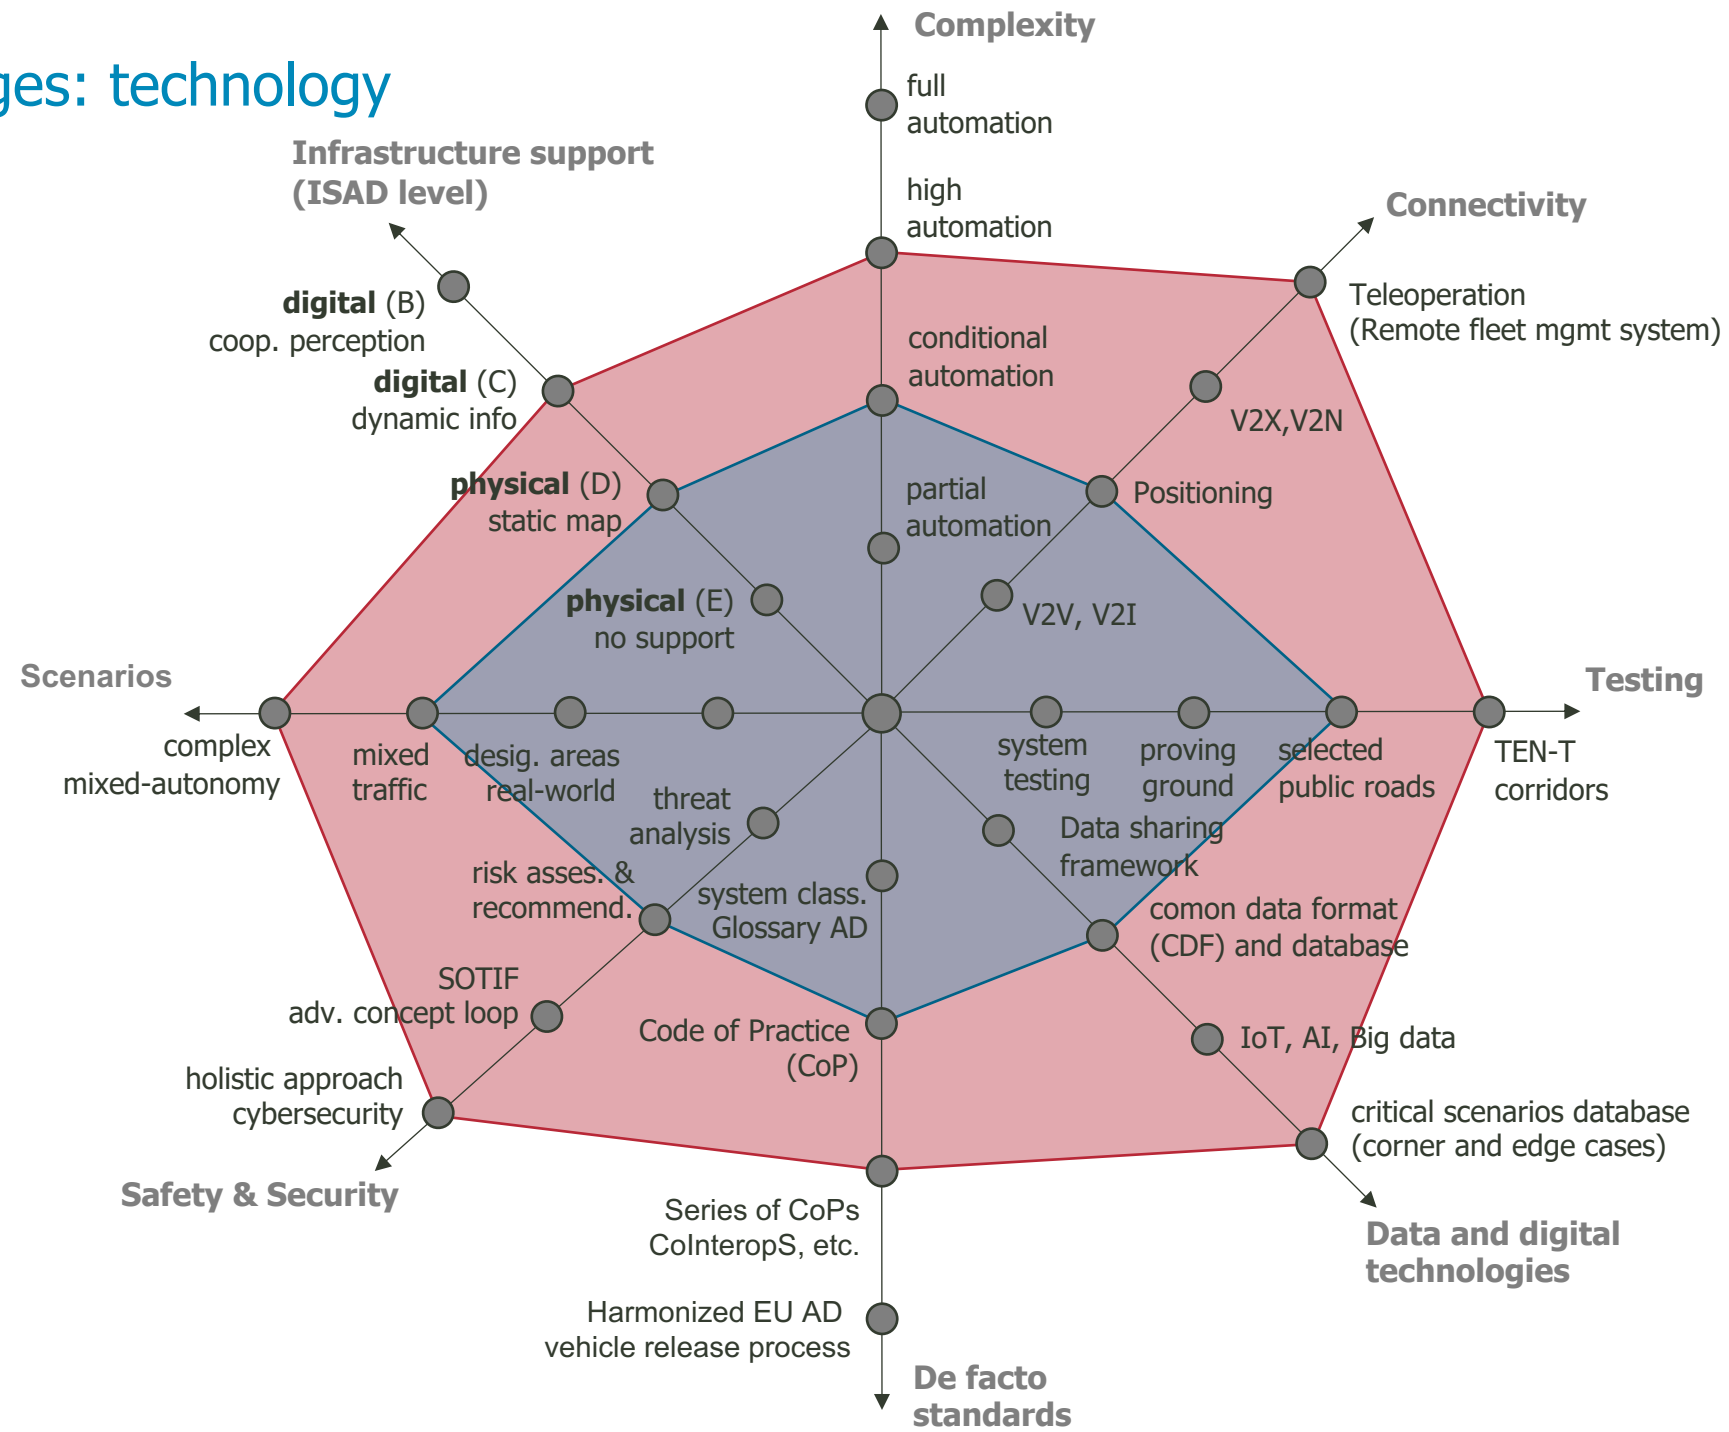 ges: technology
Complexity
full
automation
Infrastructure support
(ISAD level)
high
automation
Connectivity
digital (B)
coop. perception
Teleoperation
(Remote fleet mgmt system)
conditional
automation
digital (C)
dynamic info
V2X,V2N
physical (D)
static map
partial
automation
Positioning
physical (E)
no support
V2V, V2I
Scenarios
Testing
complex
mixed-autonomy
mixed
traffic
desig. areas
real-world
system
testing
proving
ground
selected
public roads
TEN-T
corridors
threat
analysis
Data sharing
framework
risk asses. &
recommend.
system class.
Glossary AD
comon data format
(CDF) and database
SOTIF
adv. concept loop
Code of Practice
(CoP)
IoT, AI, Big data
holistic approach
cybersecurity
critical scenarios database
(corner and edge cases)
Safety & Security
Series of CoPs
CoInteropS, etc.
Data and digital
technologies
Harmonized EU AD
vehicle release process
De facto
standards